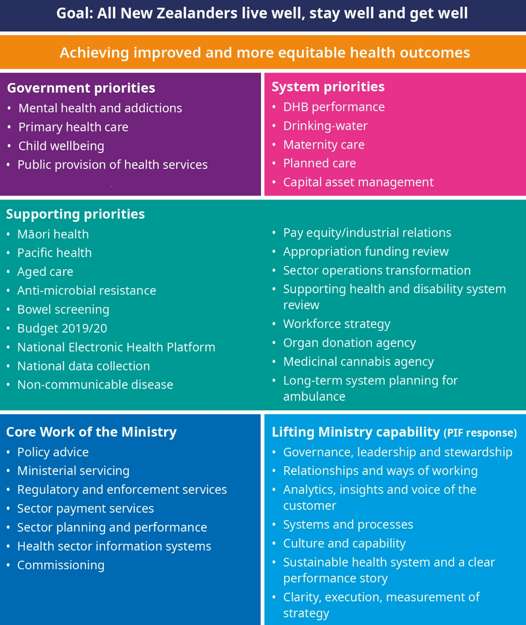 Goal: All New Zealanders live well, stay well and get well
Achieving improved and more equitable health outcomes
Government priorities
• Mental health and addictions
• Primary health care
• Child wellbeing
• Public provision of health services
System priorities
• DHB performance
• Drinking-water
• Maternity care
• Planned care
• Capital asset management
Supporting priorities
• Māori health
• Pacific health
• Aged care
• Anti-microbial resistance
• Bowel screening
• Budget 2019/20
• National Electronic Health Platform
• National data collection
• Non-communicable disease
• Pay equity/industrial relations
• Appropriation funding review
• Sector operations transformation
• Supporting health and disability system
review
• Workforce strategy
• Organ donation agency
• Medicinal cannabis agency
• Long-term system planning for
ambulance
Core Work of the Ministry
• Policy advice
• Ministerial servicing
• Regulatory and enforcement services
• Sector payment services
• Sector planning and performance
• Health sector information systems
• Commissioning
Lifting Ministry capability (PIF response)
• Governance, leadership and stewardship
• Relationships and ways of working
• Analytics, insights and voice of the
customer
• Systems and processes
• Culture and capability
• Sustainable health system and a clear
performance story
• Clarity, execution, measurement of
strategy